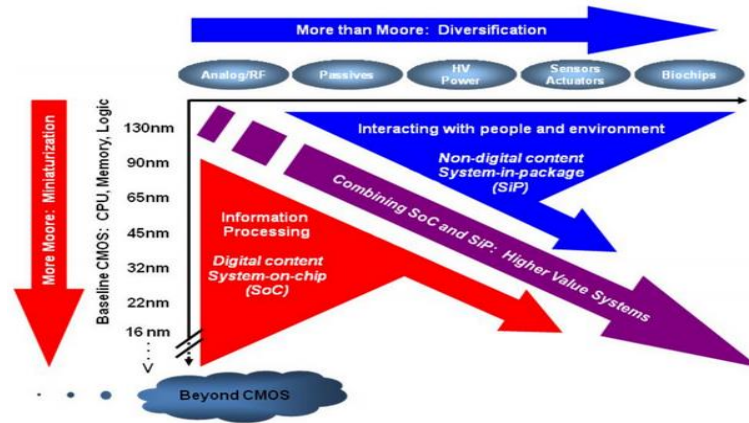 More than Moore: Diversification
Analog/RF
Passives
HV
Power
Sensors
Actuators
Biochips
More Moore: Miniaturization
Baseline CMOS: CPU, Memory, Logic
130nm
90nm
65nm
45nm
32nm
22nm
16 nm
V
Interacting with people and environment
Non-digital content
System-in-package
(SiP)
Combining SoC and SiP: Higher Value Systems
Information
Processing
Digital content
System-on-chip
(SoC)
Beyond CMOS